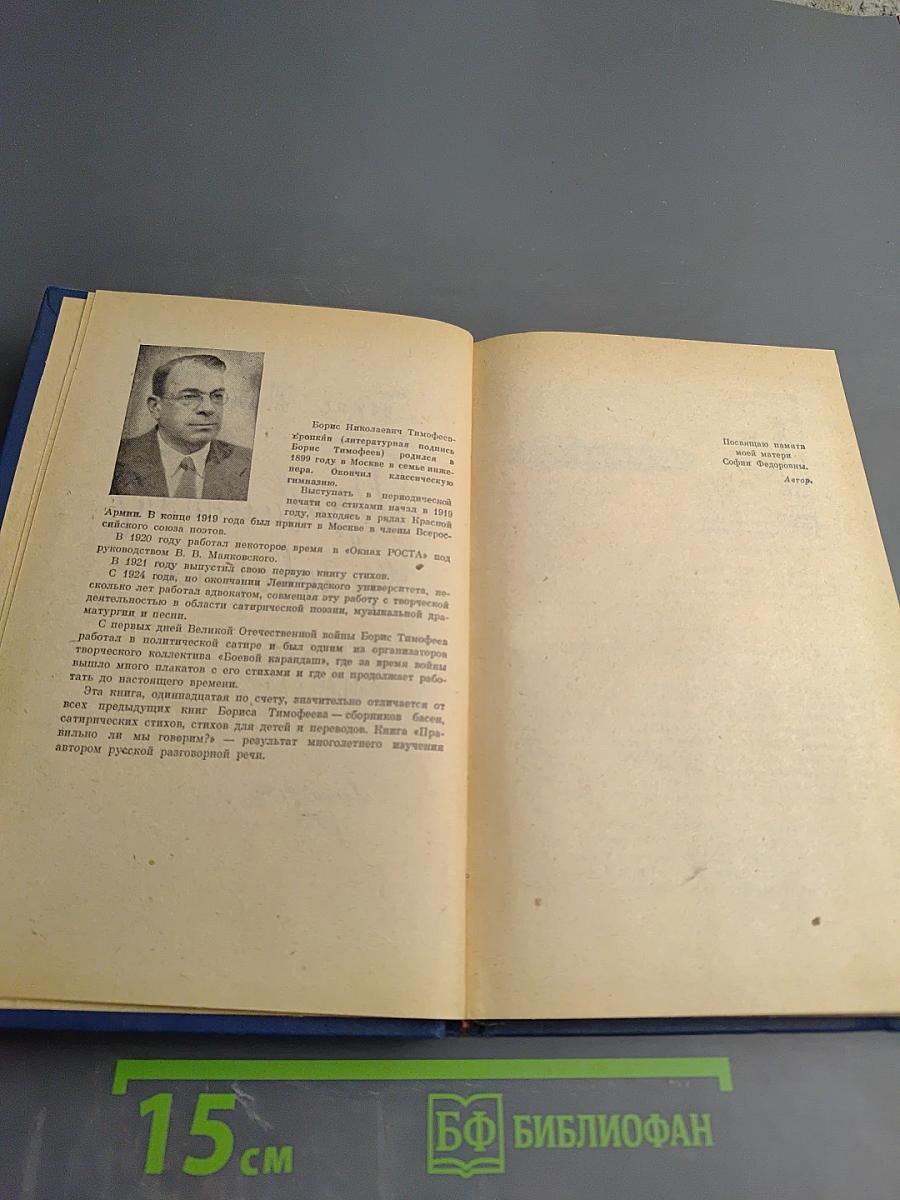 Борис Николаевич Тимофеев-
Еропкин (литературная подпись
Борис Тимофеев) родился в
1899 году в Москве в семье инже-
нера. Окончил классическую
гимназию.
Выступать в периодической
печати со стихами начал в 1919
году, находясь в рядах Красной
Армии. В конце 1919 года был принят в Москве в члены Всерос-
сийского союза поэтов.
В 1920 году работал некоторое время в «Окнах РОСТА» под
руководством В. В. Маяковского.
В 1921 году выпустил свою первую книгу стихов.
С 1924 года, по окончании Ленинградского университета, не-
сколько лет работал адвокатом, совмещая эту работу с творческой
деятельностью в области сатирической поэзии, музыкальной дра-
матургии и песни.
С первых дней Великой Отечественной войны Борис Тимофеев
работал в политической сатире и был одним из организаторов
творческого коллектива «Боевой карандаш», где за время войны
вышло много плакатов с его стихами и где он продолжает рабо-
тать до настоящего времени.
Эта книга, одиннадцатая по счету, значительно отличается от
всех предыдущих книг Бориса Тимофеева — сборников басен,
сатирических стихов, стихов для детей и переводов. Книга «Пра-
вильно ли мы говорим?» — результат многолетнего изучения
автором русской разговорной речи.
Посвящаю памяти
моей матери
Софии Федоровны.
Автор.
15 см
БФ БИБЛИОФАН